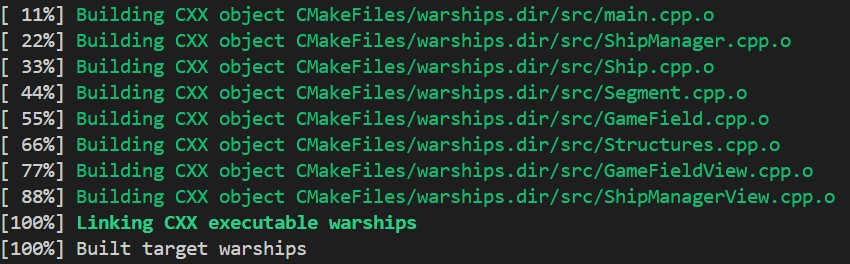 [ 11%] Building CXX object CMakeFiles/warships.dir/src/main.cpp.o
[ 22%] Building CXX object CMakeFiles/warships.dir/src/ShipManager.cpp.o
[ 33%] Building CXX object CMakeFiles/warships.dir/src/Ship.cpp.o
[ 44%] Building CXX object CMakeFiles/warships.dir/src/Segment.cpp.o
[ 55%] Building CXX object CMakeFiles/warships.dir/src/GameField.cpp.o
[ 66%] Building CXX object CMakeFiles/warships.dir/src/Structures.cpp.o
[ 77%] Building CXX object CMakeFiles/warships.dir/src/GameFieldView.cpp.o
[ 88%] Building CXX object CMakeFiles/warships.dir/src/ShipManagerView.cpp.o
[100%] Linking CXX executable warships
[100%] Built target warships